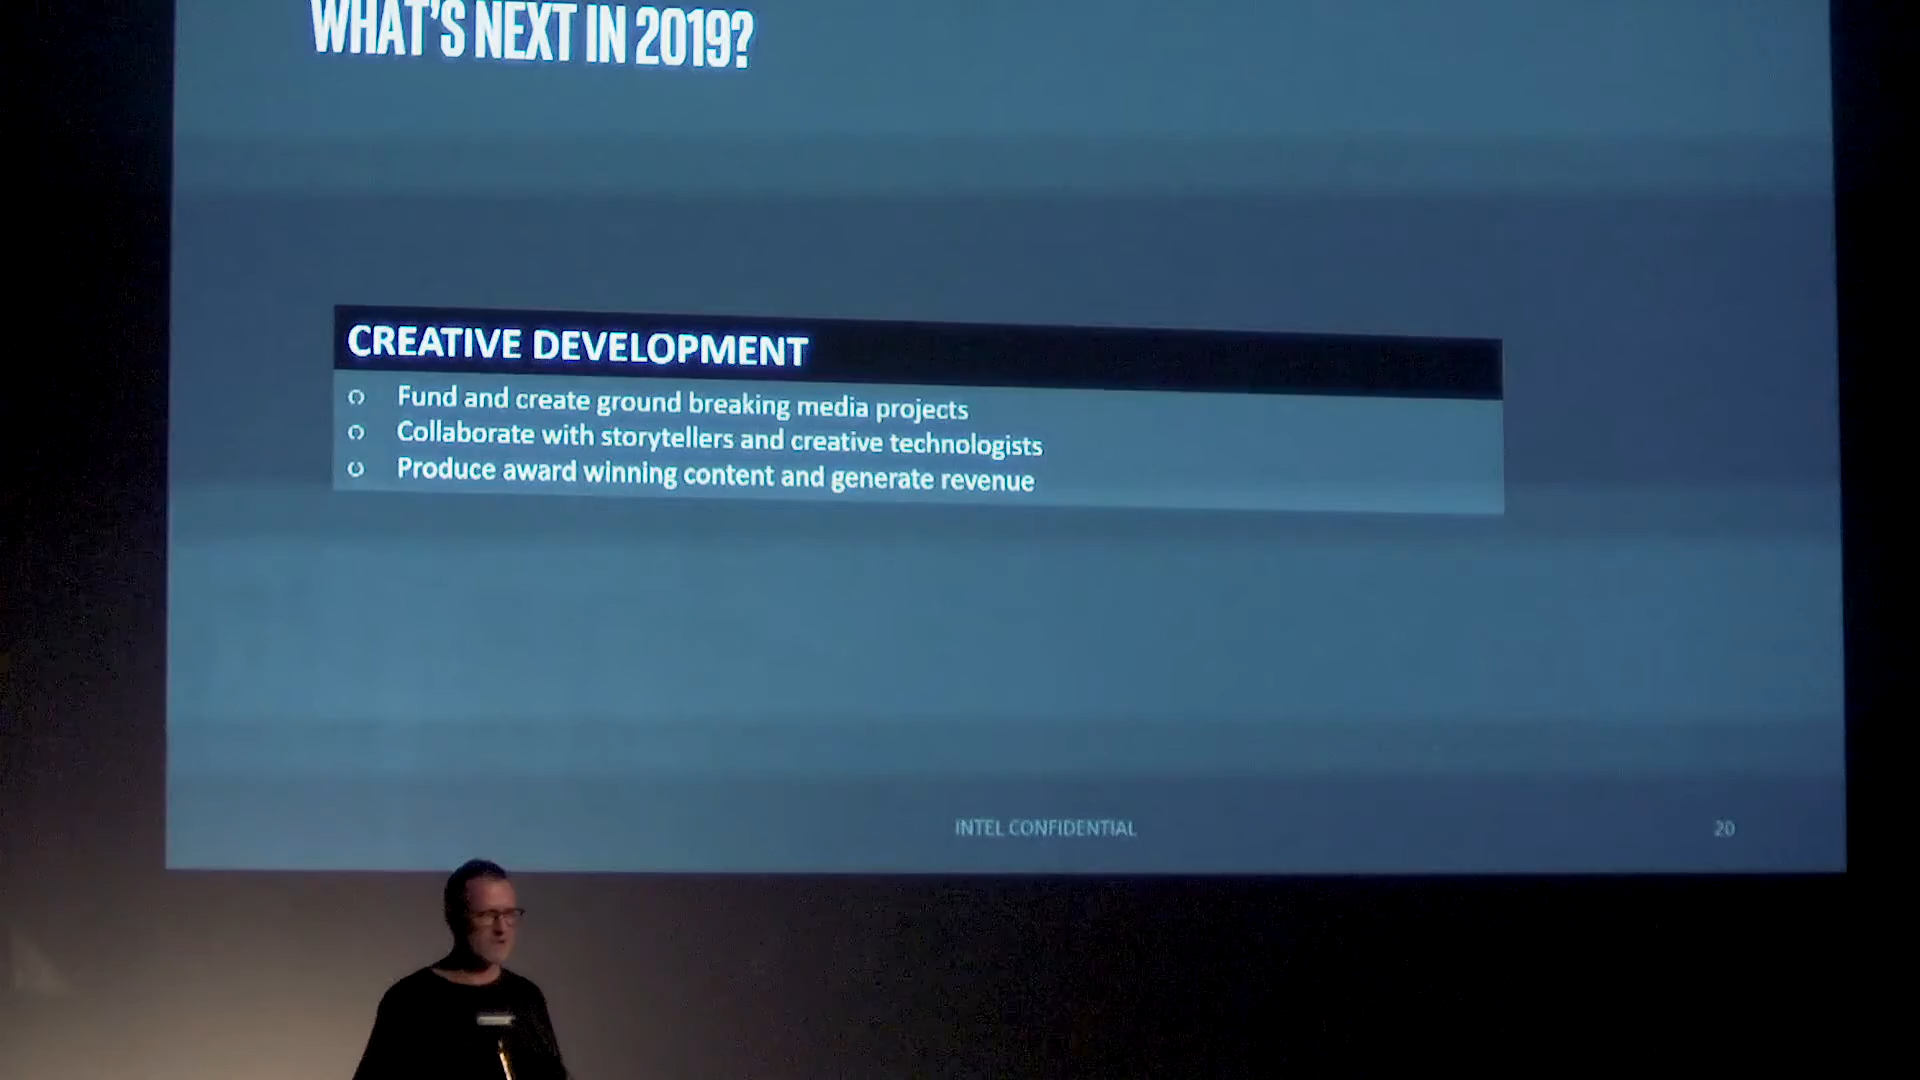 WHAT'S NEXT IN 2019?
CREATIVE DEVELOPMENT
Fund and create ground breaking media projects
Collaborate with storytellers and creative technologists
Produce award winning content and generate revenue
INTEL CONFIDENTIAL
20